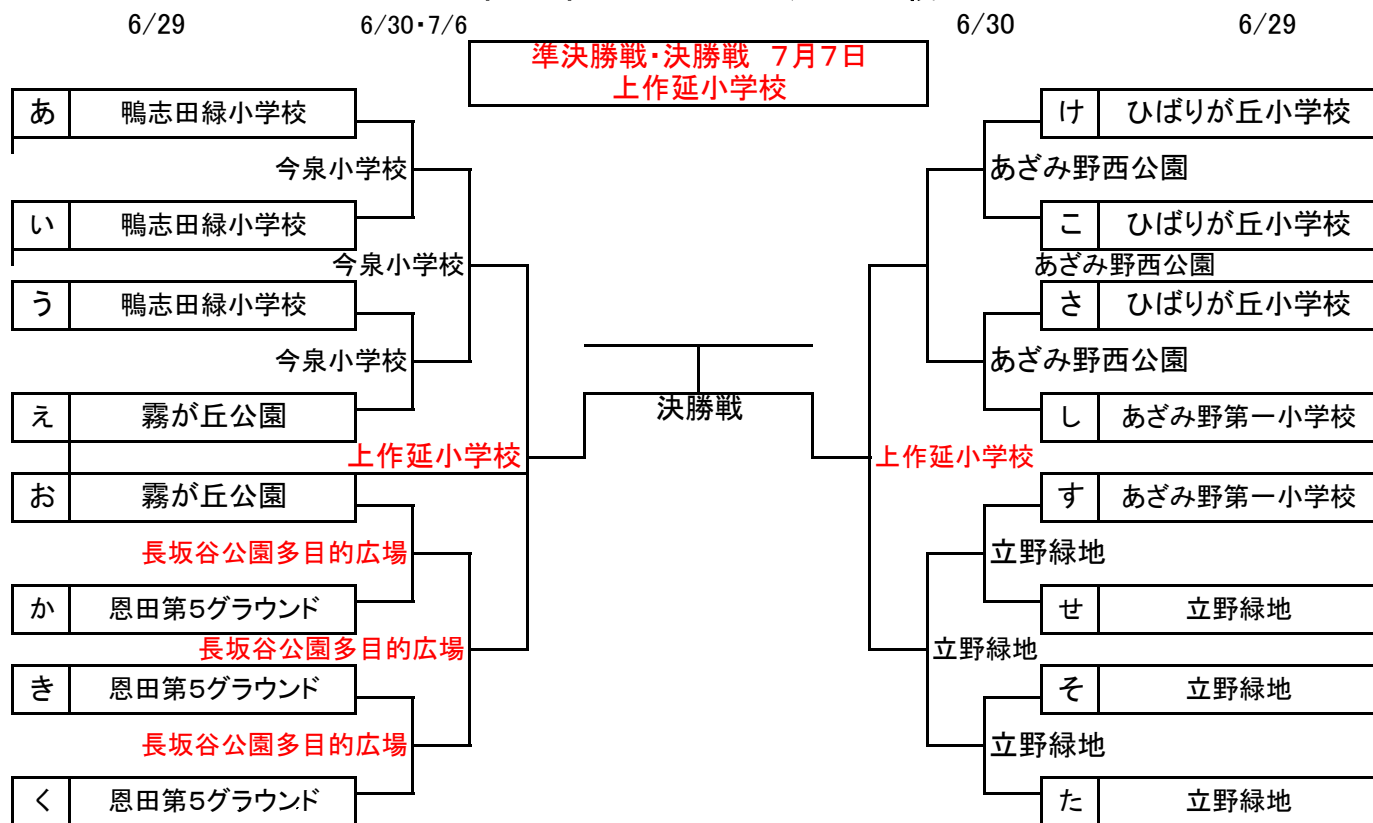 6/29
6/30・7/6
6/30
6/29
準決勝戦・決勝戦 7月7日
上作延小学校
あ 鴨志田緑小学校
今泉小学校
い 鴨志田緑小学校
今泉小学校
う 鴨志田緑小学校
今泉小学校
え 霧が丘公園
上作延小学校
お 霧が丘公園
長坂谷公園多目的広場
か 恩田第5グラウンド
長坂谷公園多目的広場
き 恩田第5グラウンド
長坂谷公園多目的広場
く 恩田第5グラウンド
決勝戦
け ひばりが丘小学校
あざみ野西公園
こ ひばりが丘小学校
あざみ野西公園
さ ひばりが丘小学校
あざみ野西公園
し あざみ野第一小学校
上作延小学校
す あざみ野第一小学校
立野緑地
せ 立野緑地
立野緑地
そ 立野緑地
立野緑地
た 立野緑地